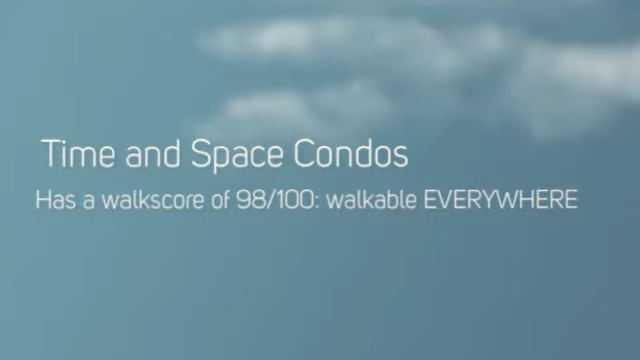 Time and Space Condos
Has a walkscore of 98/100: walkable EVERYWHERE